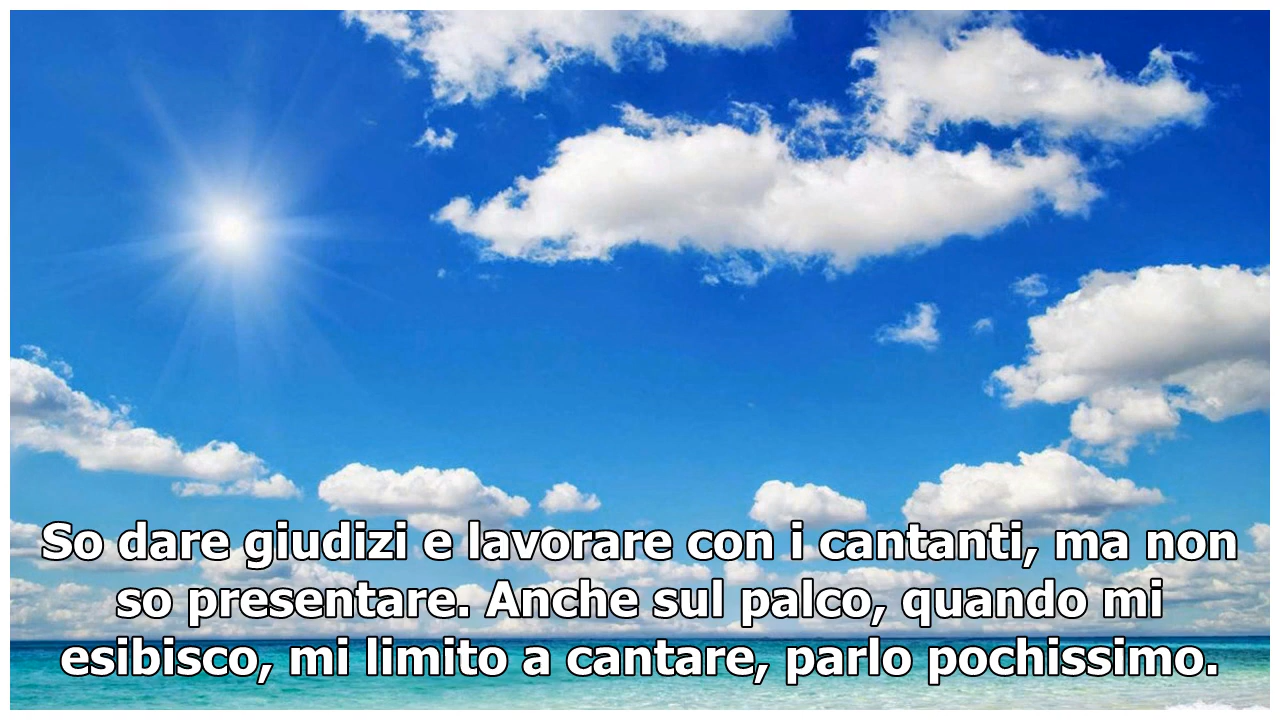 So dare giudizi e lavorare con i cantanti, ma non
so presentare. Anche sul palco, quando mi
esibisco, mi limito a cantare, parlo pochissimo.